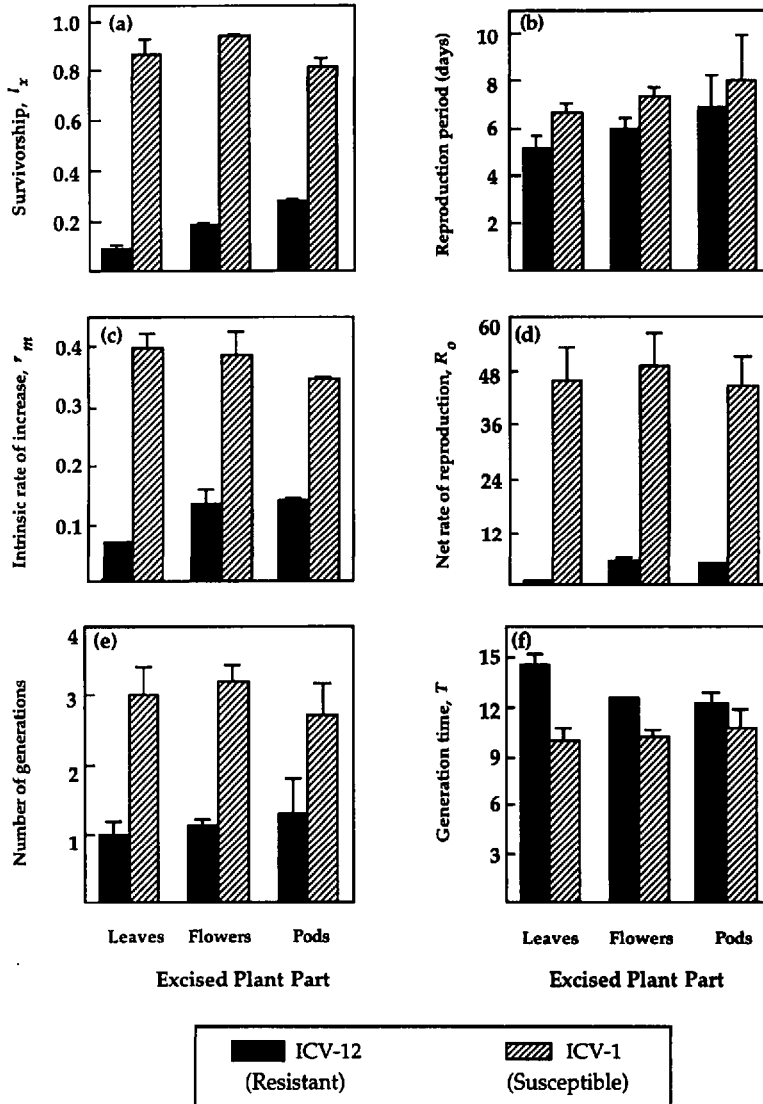 (a)
Survivorship, l_x
1.0
0.8
0.6
0.4
0.2
(b)
Reproduction period (days)
10
8
6
4
2
(c)
Intrinsic rate of increase, r_m
0.4
0.3
0.2
0.1
(d)
Net rate of reproduction, R_o
60
48
36
24
12
(e)
Number of generations
4
3
2
1
Leaves Flowers Pods
Excised Plant Part
(f)
Generation time, T
15
12
9
6
3
Leaves Flowers Pods
Excised Plant Part
ICV-12
(Resistant)
ICV-1
(Susceptible)